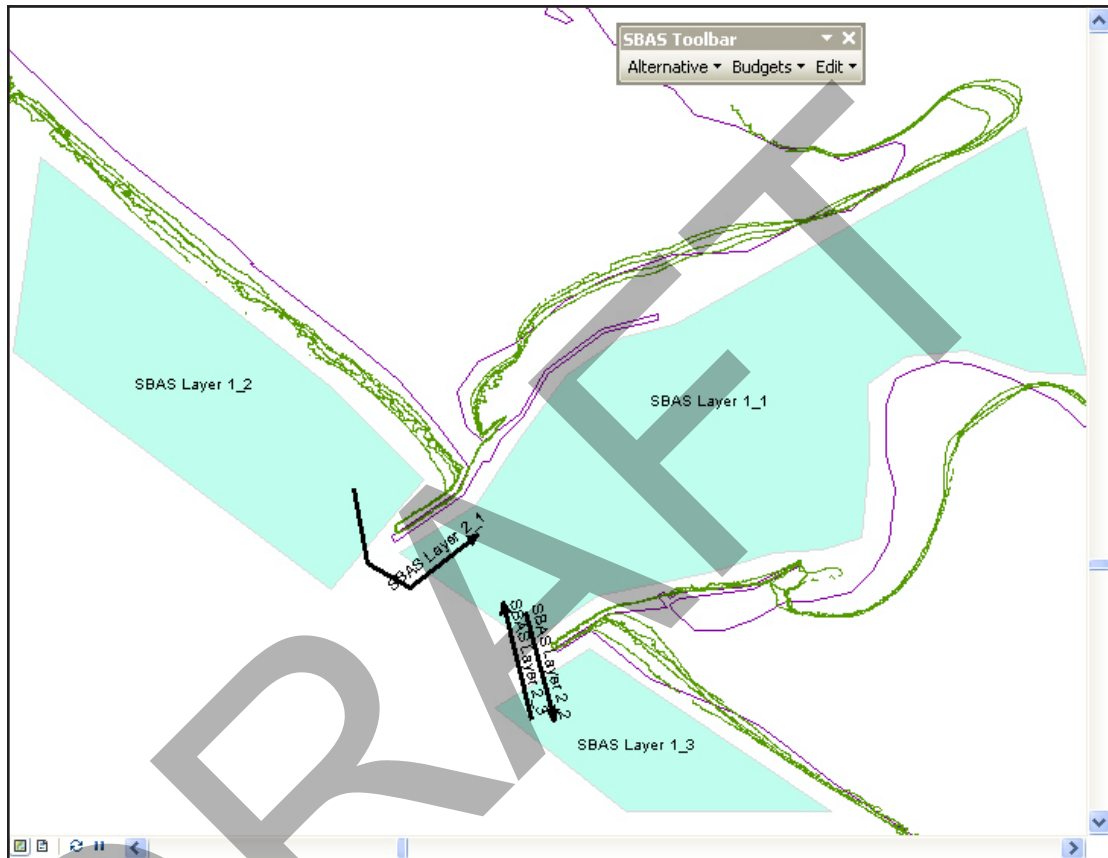 SBAS Toolbar
Alternative Budgets Edit
SBAS Layer 1_2
SBAS Layer 1_1
SBAS Layer 2_1
SBAS Layer 2_2
SBAS Layer 2_3
SBAS Layer 1_3
DRAFT